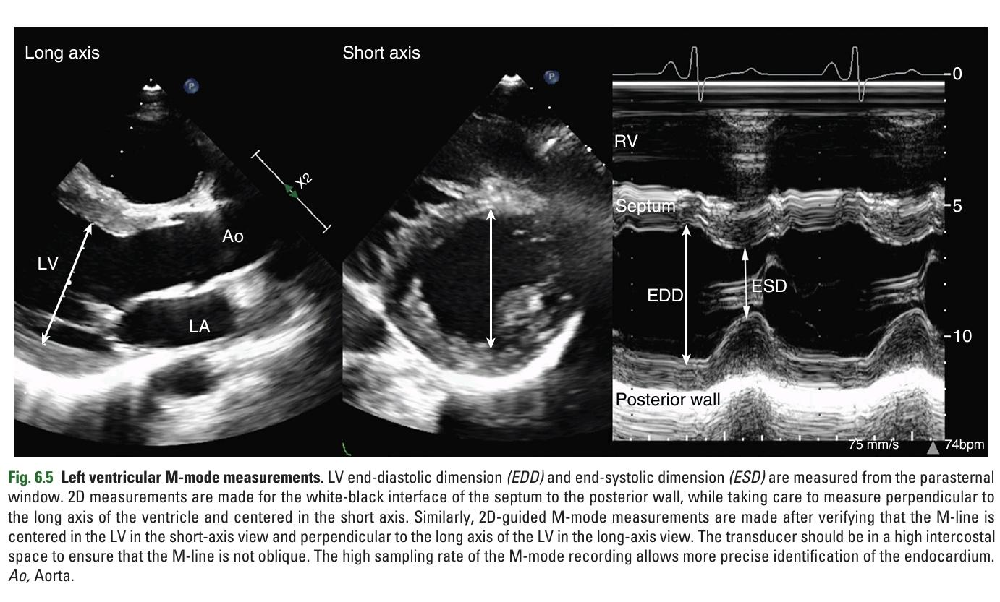 Long axis
P
X2
Ao
LV
LA
Short axis
P
0
RV
Septum
5
EDD
ESD
10
Posterior wall
75 mm/s
74bpm
Fig. 6.5 Left ventricular M-mode measurements. LV end-diastolic dimension (EDD) and end-systolic dimension (ESD) are measured from the parasternal
window. 2D measurements are made for the white-black interface of the septum to the posterior wall, while taking care to measure perpendicular to
the long axis of the ventricle and centered in the short axis. Similarly, 2D-guided M-mode measurements are made after verifying that the M-line is
centered in the LV in the short-axis view and perpendicular to the long axis of the LV in the long-axis view. The transducer should be in a high intercostal
space to ensure that the M-line is not oblique. The high sampling rate of the M-mode recording allows more precise identification of the endocardium.
Ao, Aorta.